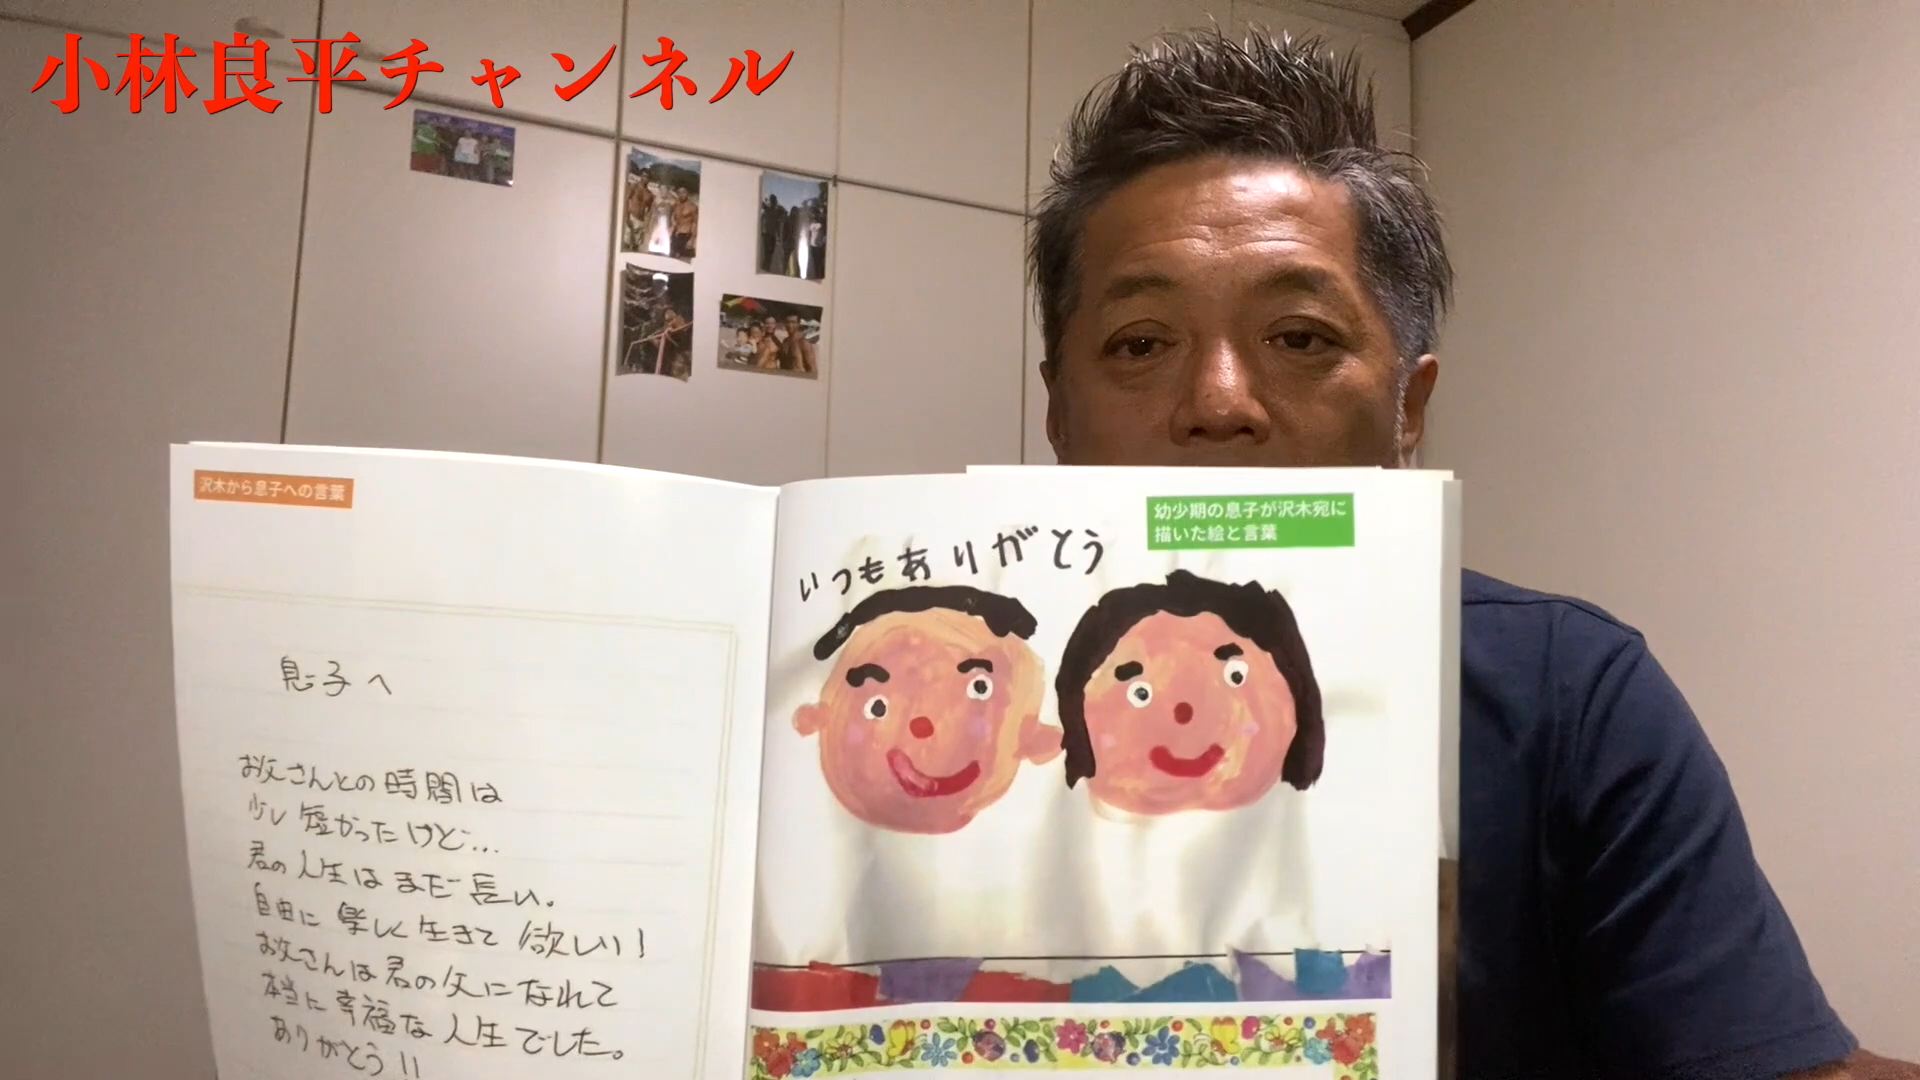 小林良平チャンネル
沢木から息子への言葉
息子へ
お父さんとの時間は
少し短かったけど…
君の人生はまだ長い。
自由に楽しく生きて欲しい!
お父さんは君の父になれて
本当に幸福な人生でした。
ありがとう!!
幼少期の息子が沢木宛に
描いた絵と言葉
いつもありがとう